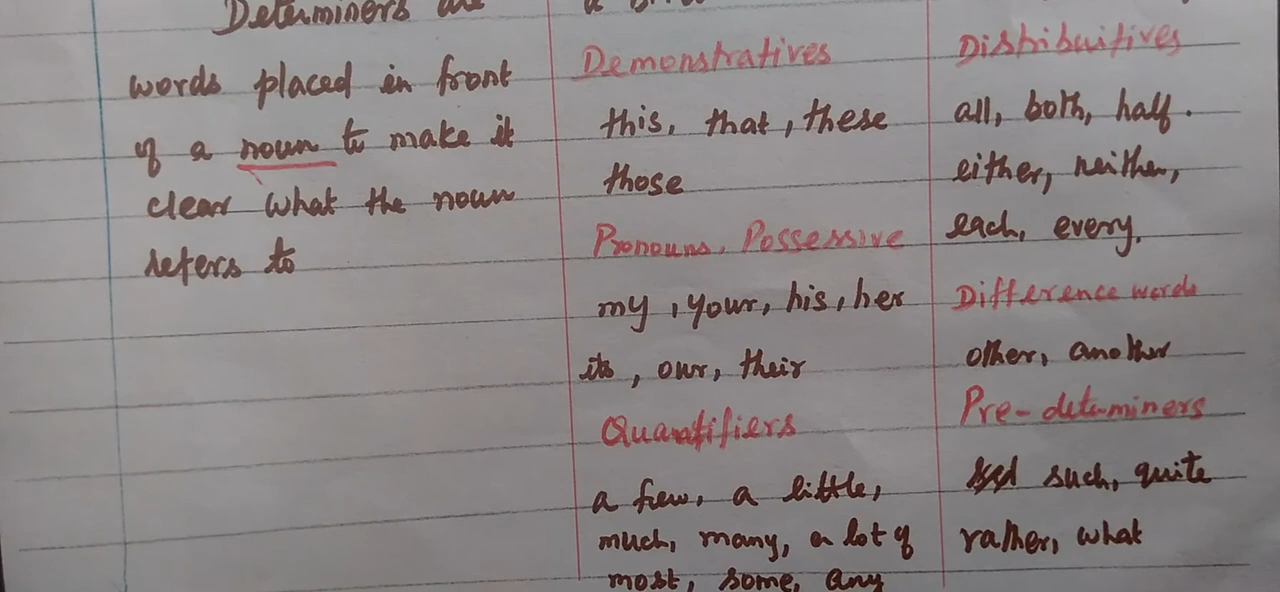 Determiners are
words placed in front
of a noun to make it
clear what the noun
refers to
Demonstratives
this, that, these
those
Pronouns, Possessive
my, your, his, her
its, our, their
Quantifiers
a few, a little,
much, many, a lot of
most, some, any
Distribuitives
all, both, half.
either, neither,
each, every.
Difference words
other, another
Pre-determiners
such, quite
rather, what